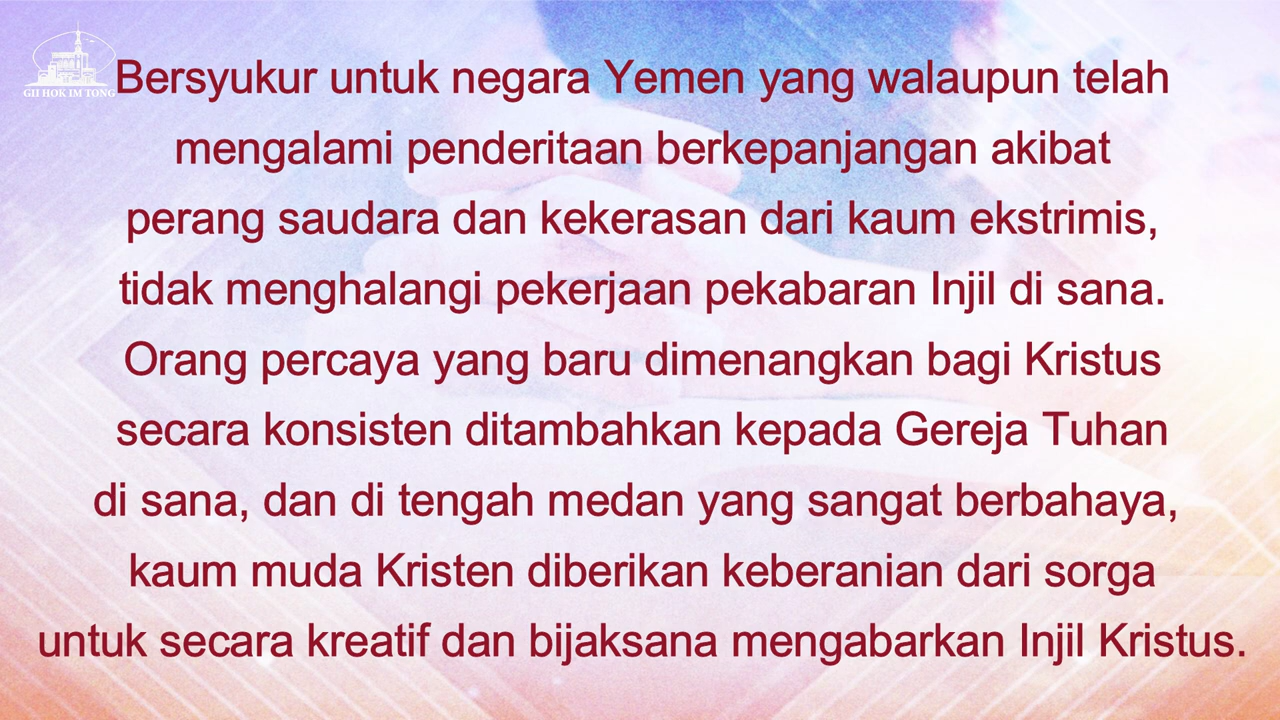 GII HOK IM TONG
Bersyukur untuk negara Yemen yang walaupun telah
mengalami penderitaan berkepanjangan akibat
perang saudara dan kekerasan dari kaum ekstrimis,
tidak menghalangi pekerjaan pekabaran Injil di sana.
Orang percaya yang baru dimenangkan bagi Kristus
secara konsisten ditambahkan kepada Gereja Tuhan
di sana, dan di tengah medan yang sangat berbahaya,
kaum muda Kristen diberikan keberanian dari sorga
untuk secara kreatif dan bijaksana mengabarkan Injil Kristus.